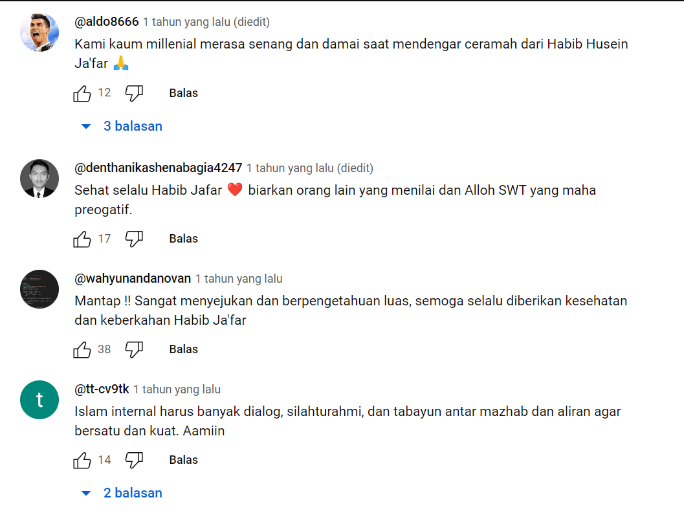 @aldo8666 1 tahun yang lalu (diedit)
Kami kaum millenial merasa senang dan damai saat mendengar ceramah dari Habib Husein
Ja'far 🙏
12 Balas
3 balasan
@denthanikashenabagia4247 1 tahun yang lalu (diedit)
Sehat selalu Habib Jafar ❤️ biarkan orang lain yang menilai dan Alloh SWT yang maha
preogatif.
17 Balas
@wahyunandanovan 1 tahun yang lalu
Mantap !! Sangat menyejukan dan berpengetahuan luas, semoga selalu diberikan kesehatan
dan keberkahan Habib Ja'far
38 Balas
t
@tt-cv9tk 1 tahun yang lalu
Islam internal harus banyak dialog, silahturahmi, dan tabayun antar mazhab dan aliran agar
bersatu dan kuat. Aamiin
14 Balas
2 balasan